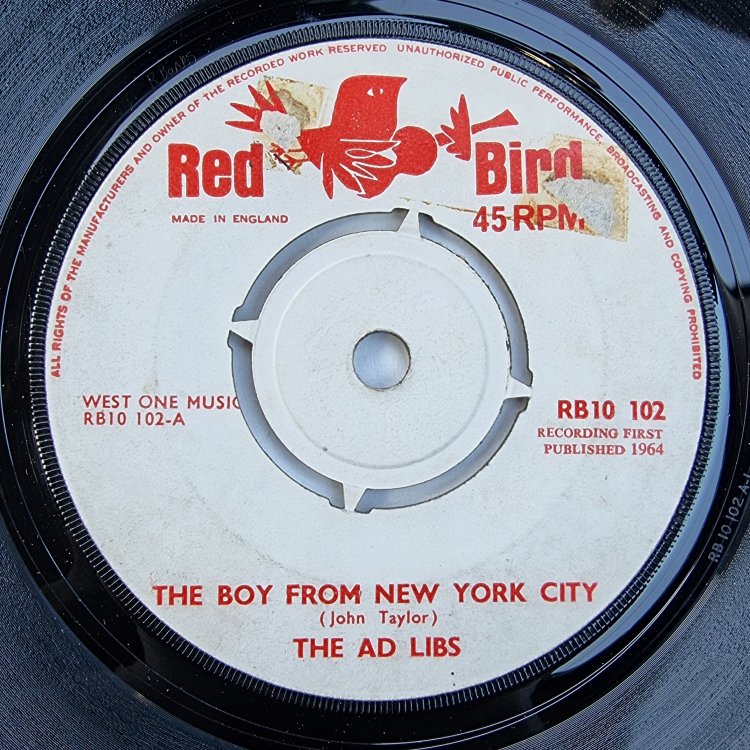 ALL RIGHTS OF THE MANUFACTURERS AND OWNER OF THE RECORDED WORK RESERVED UNAUTHORIZED PUBLIC PERFORMANCE BROADCASTING AND COPYING PROHIBITED
Red Bird
MADE IN ENGLAND
45 RPM
WEST ONE MUSIC
RB10 102-A
RB10 102
RECORDING FIRST
PUBLISHED 1964
THE BOY FROM NEW YORK CITY
(John Taylor)
THE AD LIBS